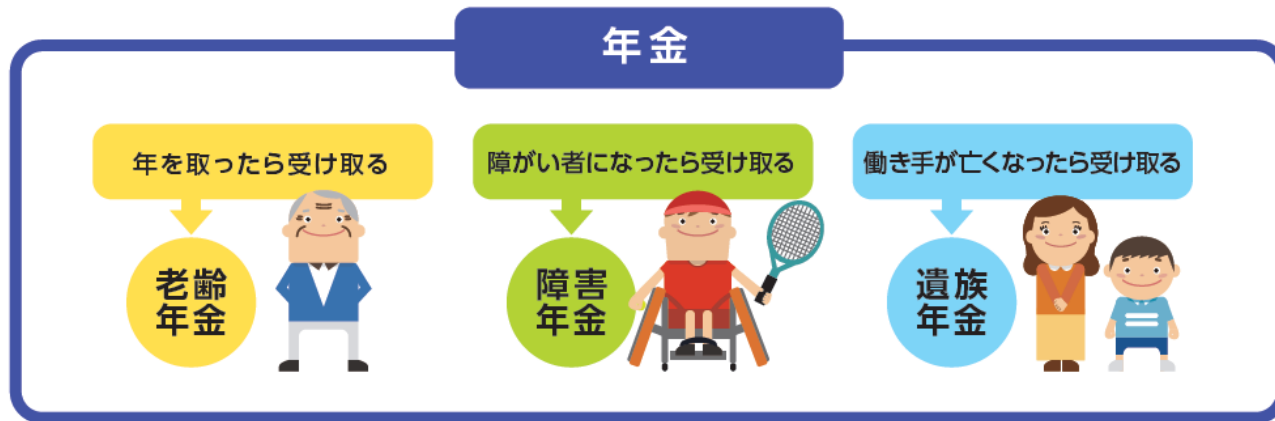 年金
年を取ったら受け取る
老齢
年金
障がい者になったら受け取る
障害
年金
働き手が亡くなったら受け取る
遺族
年金